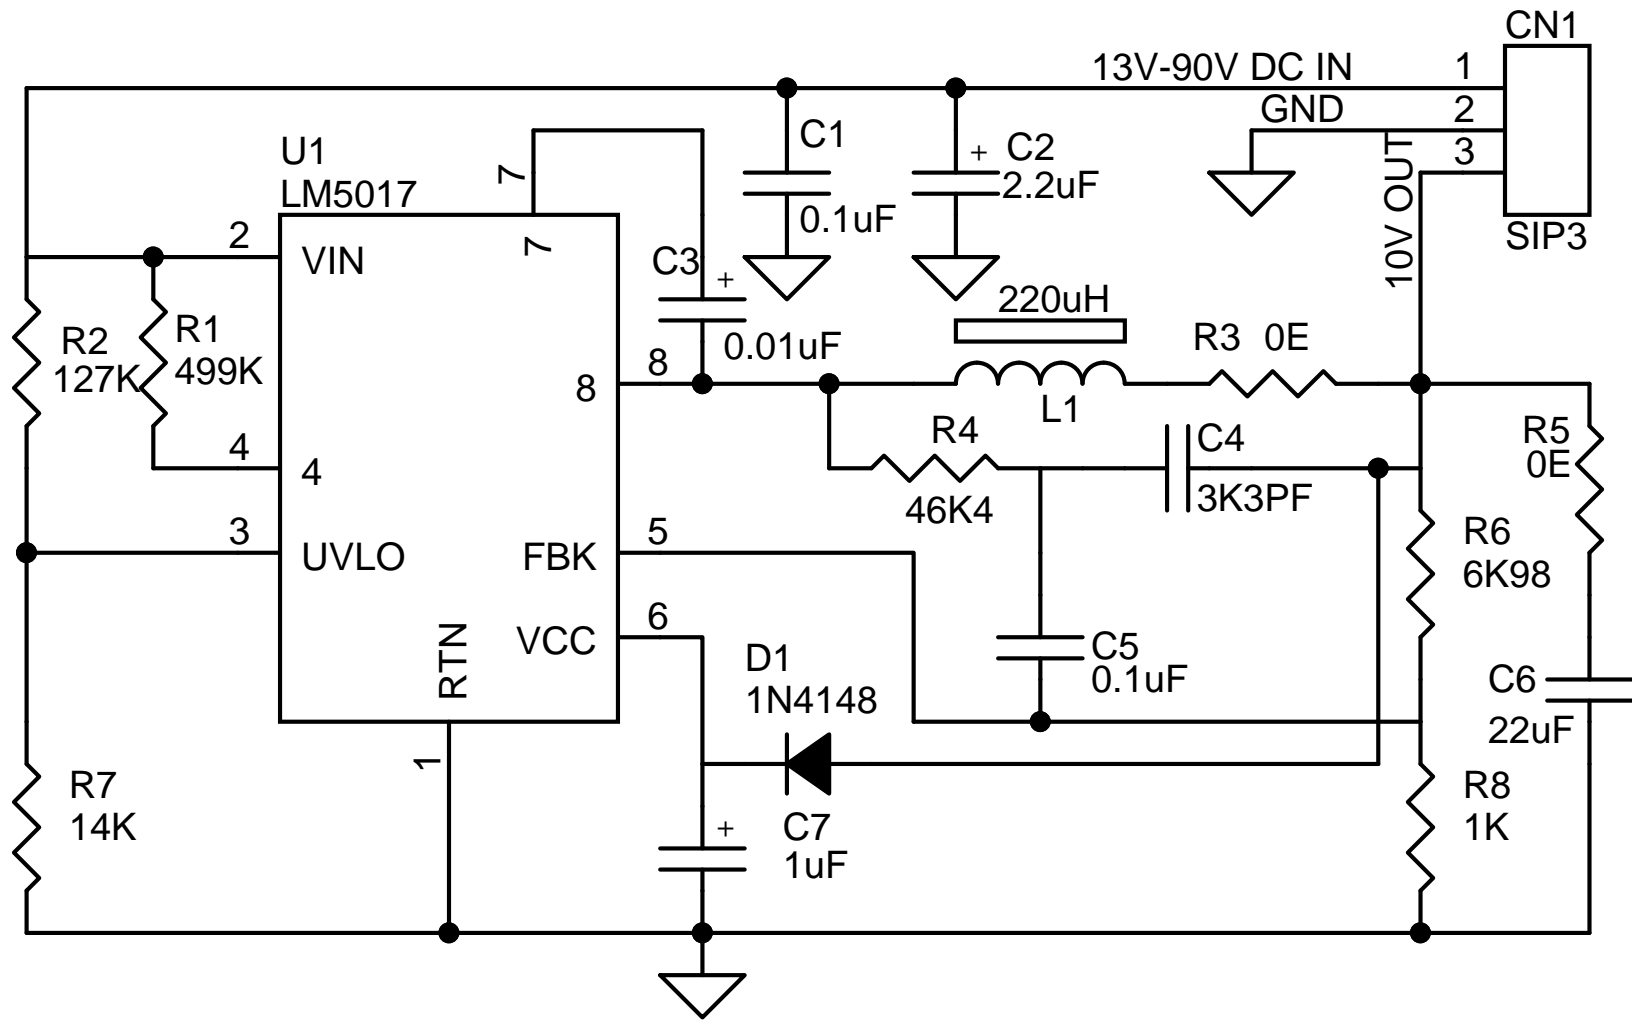 CN1
13V-90V DC IN
1
GND
2
3
10V OUT
SIP3
U1
LM5017
7
7
C1
0.1uF
+
C2
2.2uF
2
VIN
C3
+
0.01uF
220uH
L1
R3 0E
R2
127K
R1
499K
8
8
R4
46K4
C4
3K3PF
R5
0E
4
4
3
UVLO
FBK
5
R6
6K98
VCC
6
RTN
1
D1
1N4148
C5
0.1uF
C6
22uF
R7
14K
+
C7
1uF
R8
1K